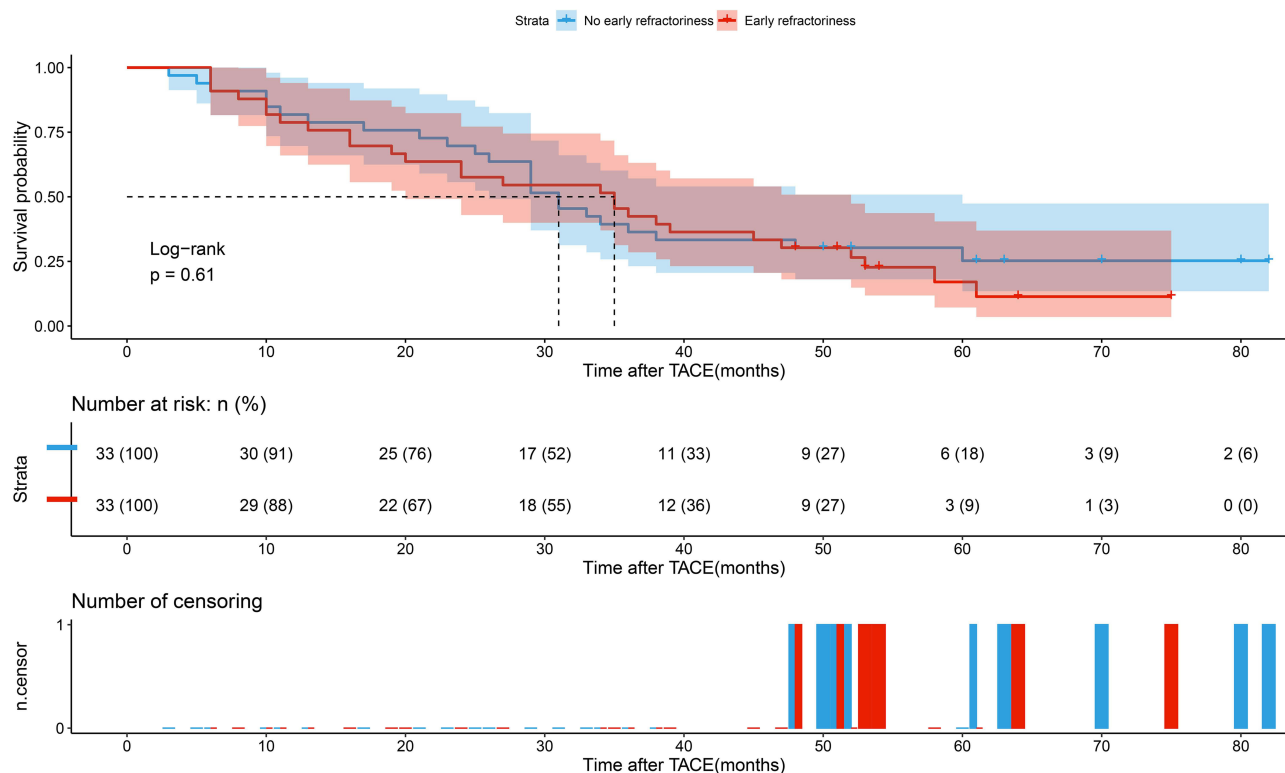 Strata No early refractoriness Early refractoriness
1.00
0.75
0.50
0.25
0.00
Survival probability
Log−rank
p = 0.61
0 10 20 30 40 50 60 70 80
Time after TACE(months)
Number at risk: n (%)
Strata
33 (100) 30 (91) 25 (76) 17 (52) 11 (33) 9 (27) 6 (18) 3 (9) 2 (6)
33 (100) 29 (88) 22 (67) 18 (55) 12 (36) 9 (27) 3 (9) 1 (3) 0 (0)
0 10 20 30 40 50 60 70 80
Time after TACE(months)
Number of censoring
1
n.censor
0
0 10 20 30 40 50 60 70 80
Time after TACE(months)